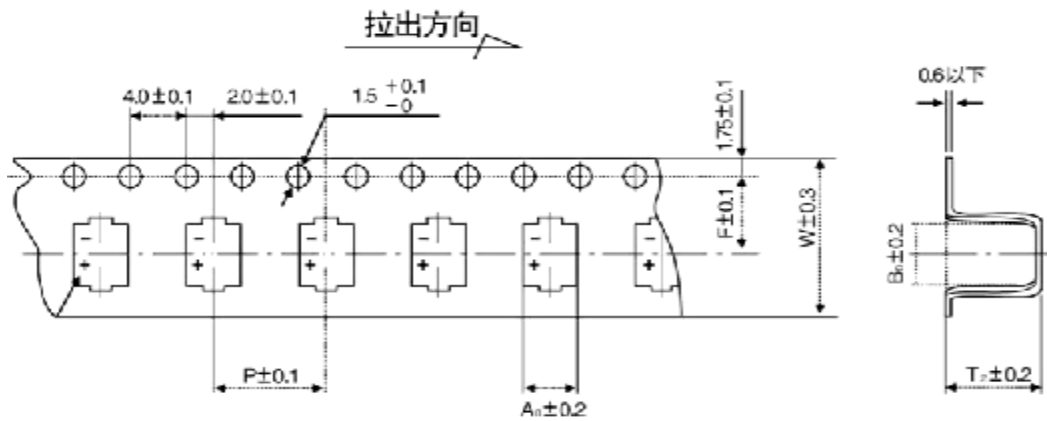 拉出方向
4.0±0.1
2.0±0.1
1.5 +0.1 -0
1.75±0.1
0.6以下
F±0.1
W±0.3
B₀±0.2
- - - - - -
+ + + + + +
P±0.1
A₀±0.2
T₂±0.2